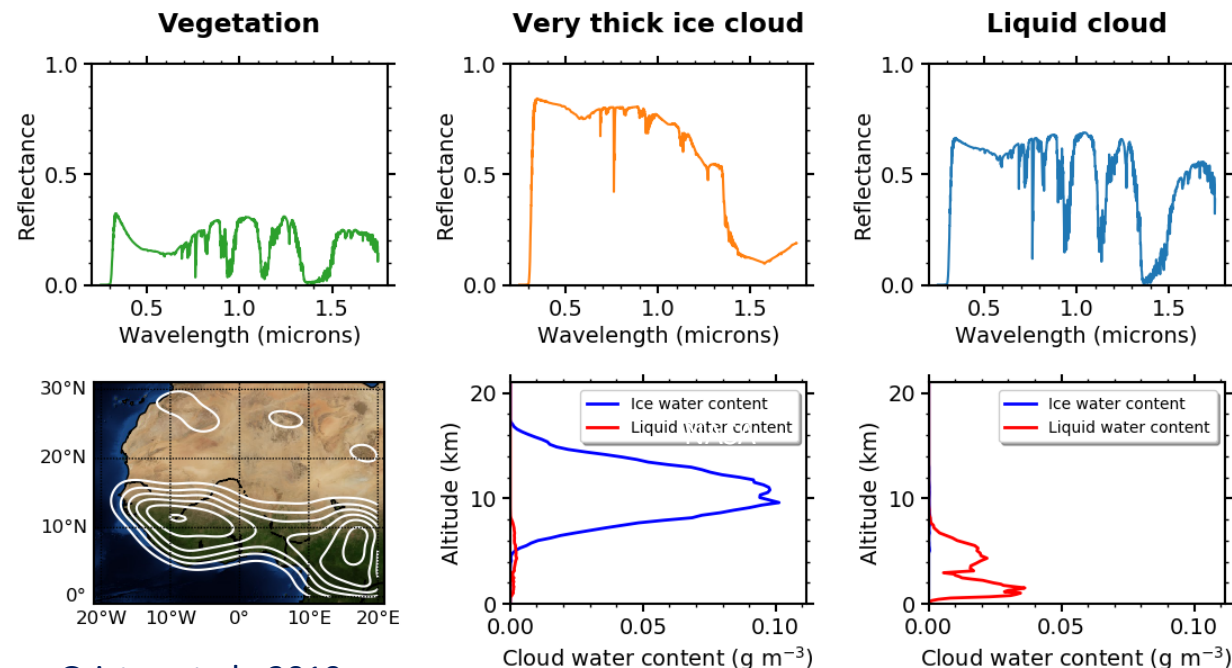 Vegetation
Very thick ice cloud
Liquid cloud
1.0
0.5
0.0
Reflectance
0.5 1.0 1.5
Wavelength (microns)
1.0
0.5
0.0
Reflectance
0.5 1.0 1.5
Wavelength (microns)
1.0
0.5
0.0
Reflectance
0.5 1.0 1.5
Wavelength (microns)
30°N
20°N
10°N
0°
20°W 10°W 0° 10°E 20°E
20
10
0
Altitude (km)
Ice water content
Liquid water content
0.00 0.05 0.10
Cloud water content (g m⁻³)
20
10
0
Altitude (km)
Ice water content
Liquid water content
0.00 0.05 0.10
Cloud water content (g m⁻³)